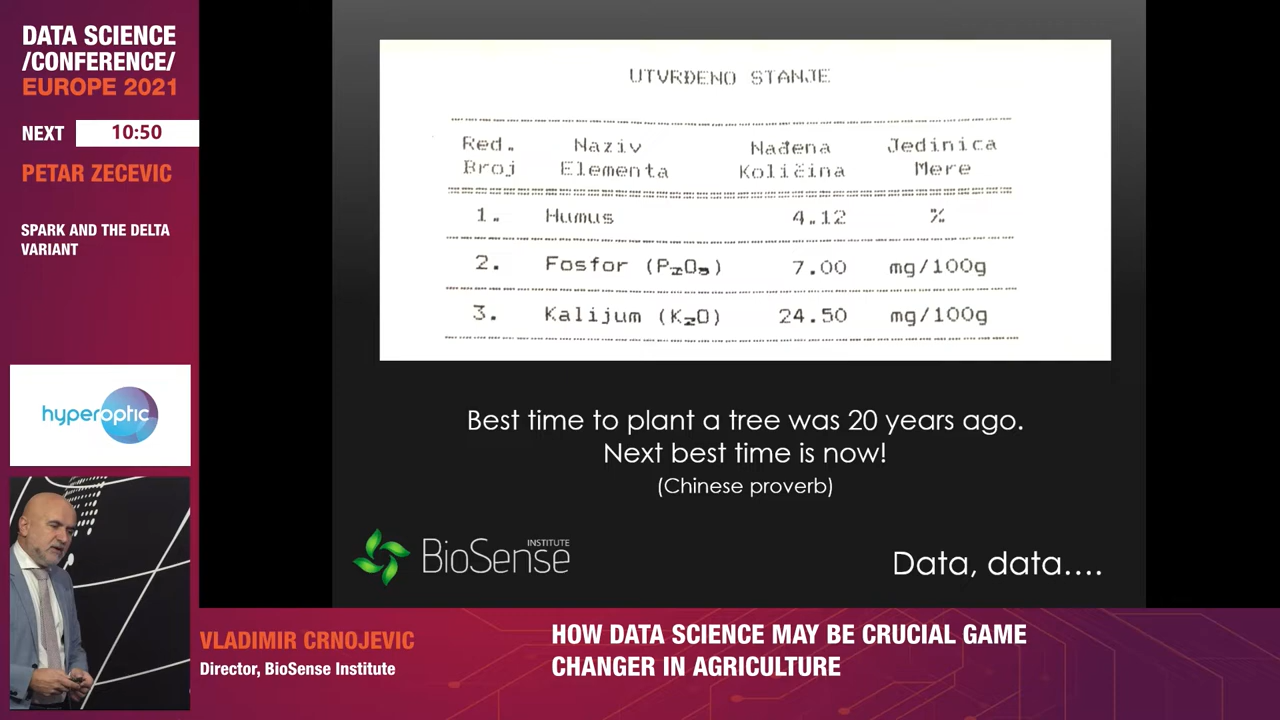 DATA SCIENCE
/CONFERENCE/
EUROPE 2021
NEXT 10:50
PETAR ZECEVIC
SPARK AND THE DELTA
VARIANT
hyperoptic
UTVRĐENO STANJE
Red. Naziv Nađena Jedinica
Broj Elementa Količina Mere
1. Humus 4.12 %
2. Fosfor (P₂O₅) 7.00 mg/100g
3. Kalijum (K₂O) 24.50 mg/100g
Best time to plant a tree was 20 years ago.
Next best time is now!
(Chinese proverb)
BioSense INSTITUTE
Data, data....
VLADIMIR CRNOJEVIC
Director, BioSense Institute
HOW DATA SCIENCE MAY BE CRUCIAL GAME
CHANGER IN AGRICULTURE